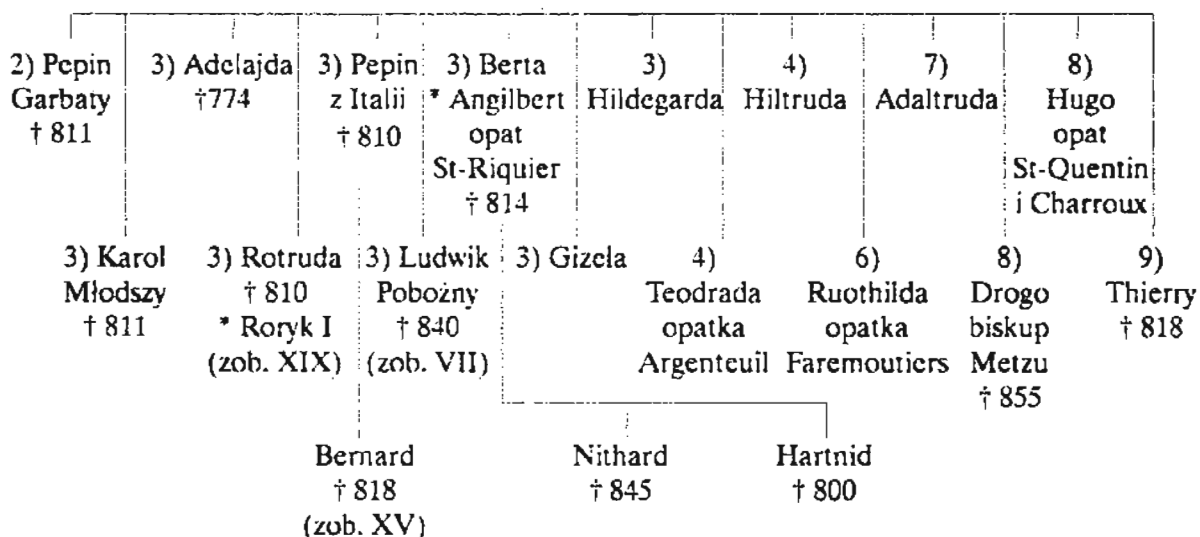 2) Pepin
Garbaty
† 811
3) Adelajda
†774
3) Pepin
z Italii
† 810
3) Berta
* Angilbert
opat
St-Riquier
† 814
3)
Hildegarda
4)
Hiltruda
7)
Adaltruda
8)
Hugo
opat
St-Quentin
i Charroux
3) Karol
Młodszy
† 811
3) Rotruda
† 810
* Roryk I
(zob. XIX)
3) Ludwik
Pobożny
† 840
(zob. VII)
3) Gizela
4)
Teodrada
opatka
Argenteuil
6)
Ruothilda
opatka
Faremoutiers
8)
Drogo
biskup
Metzu
† 855
9)
Thierry
† 818
Bernard
† 818
(zob. XV)
Nithard
† 845
Hartnid
† 800